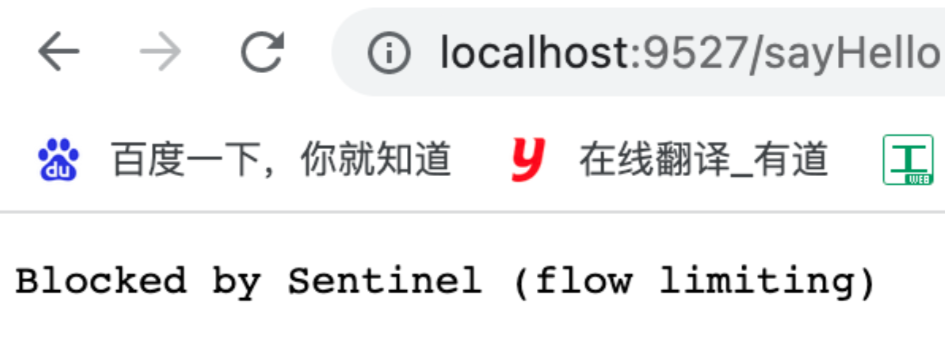 localhost:9527/sayHello
du 百度一下，你就知道 y 在线翻译_有道 工 WEB
Blocked by Sentinel (flow limiting)